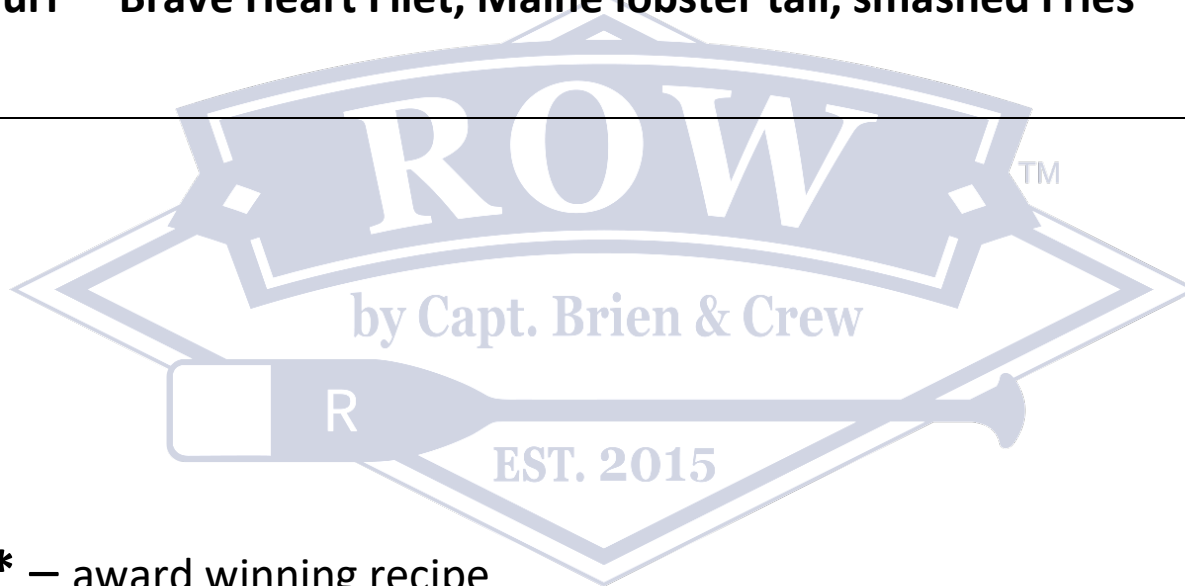 Brave Heart Filet, Maine lobster tail, smashed Fries
ROW
TM
by Capt. Brien & Crew
R
EST. 2015
* – award winning recipe